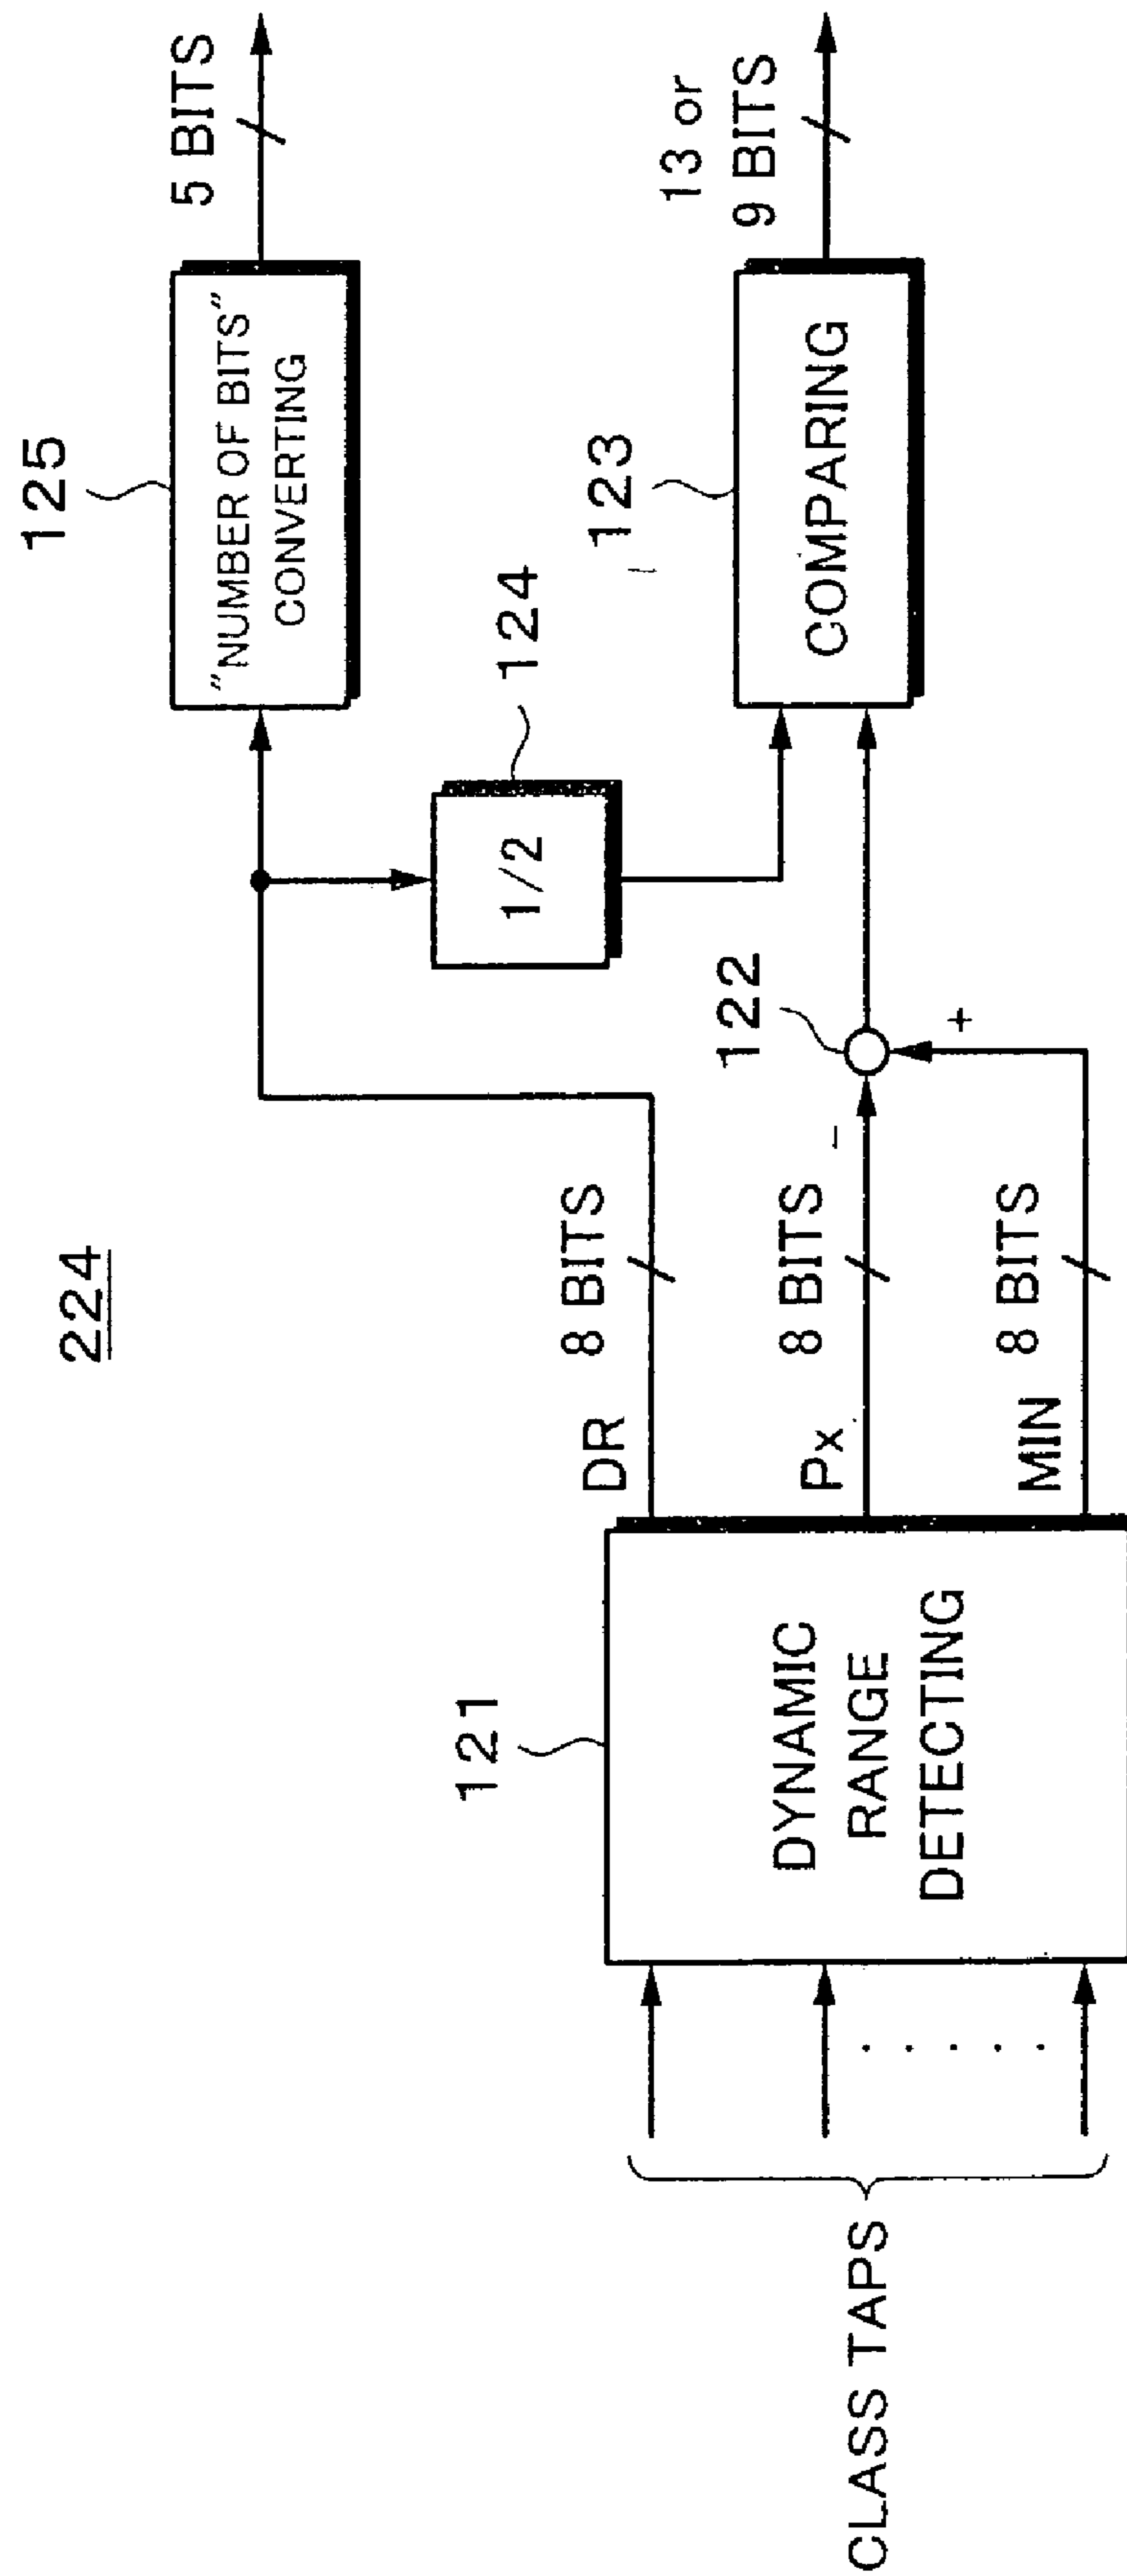 224
CLASS TAPS
121
DYNAMIC
RANGE
DETECTING
DR
8 BITS
Px
8 BITS
MIN
8 BITS
122
-
+
124
1/2
125
"NUMBER OF BITS"
CONVERTING
5 BITS
123
COMPARING
13 or
9 BITS